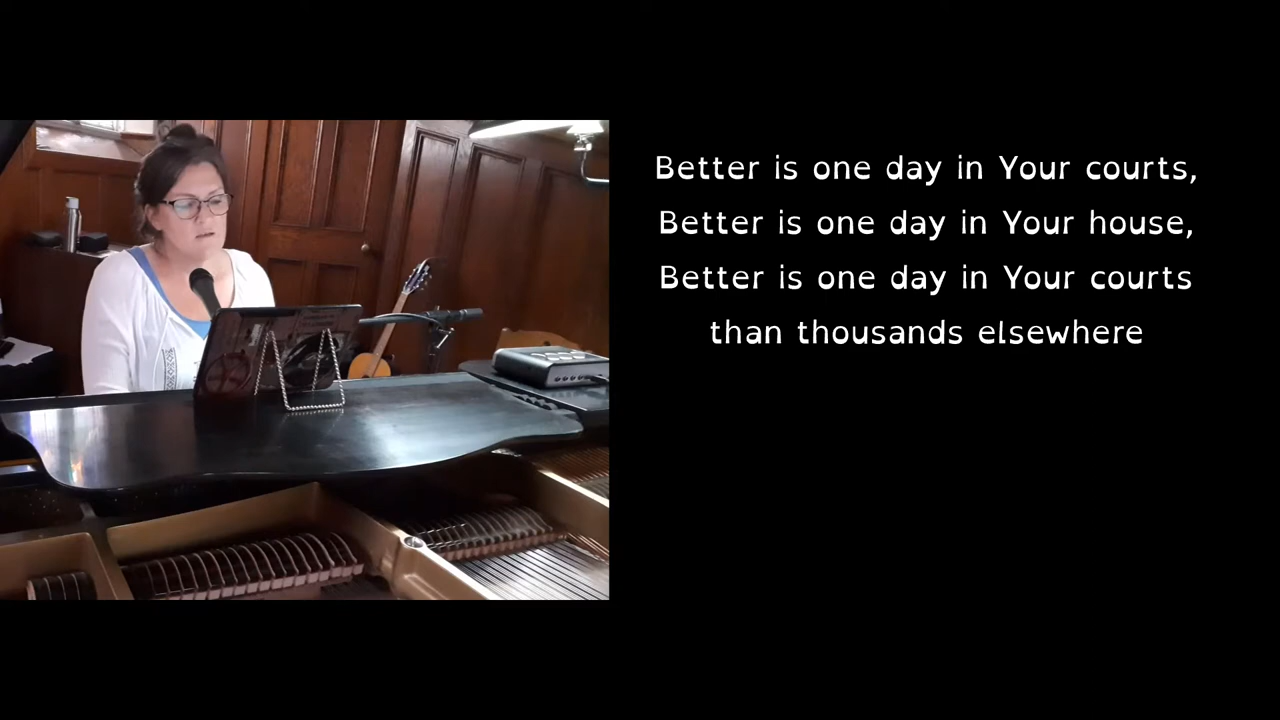 Better is one day in Your courts,
Better is one day in Your house,
Better is one day in Your courts
than thousands elsewhere